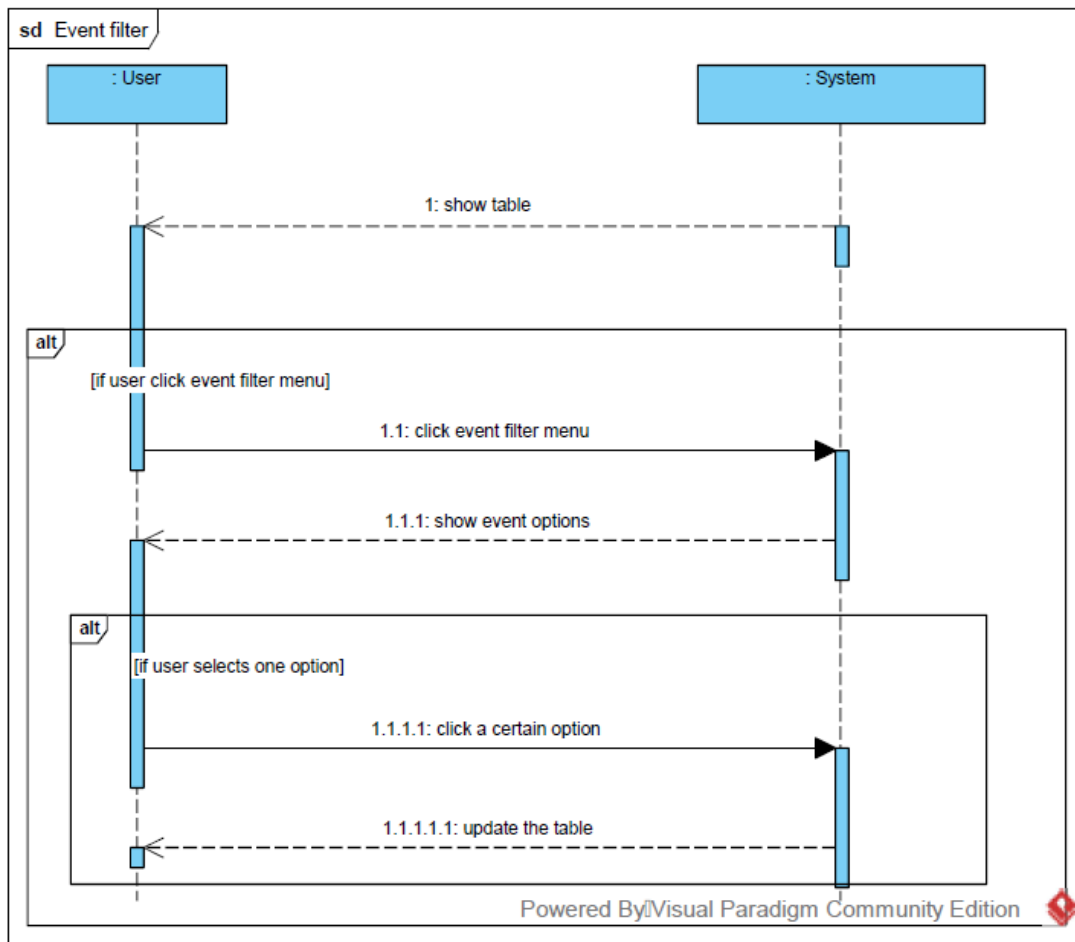 sd Event filter
: User
: System
1: show table
alt
[if user click event filter menu]
1.1: click event filter menu
1.1.1: show event options
alt
[if user selects one option]
1.1.1.1: click a certain option
1.1.1.1.1: update the table
Powered By Visual Paradigm Community Edition